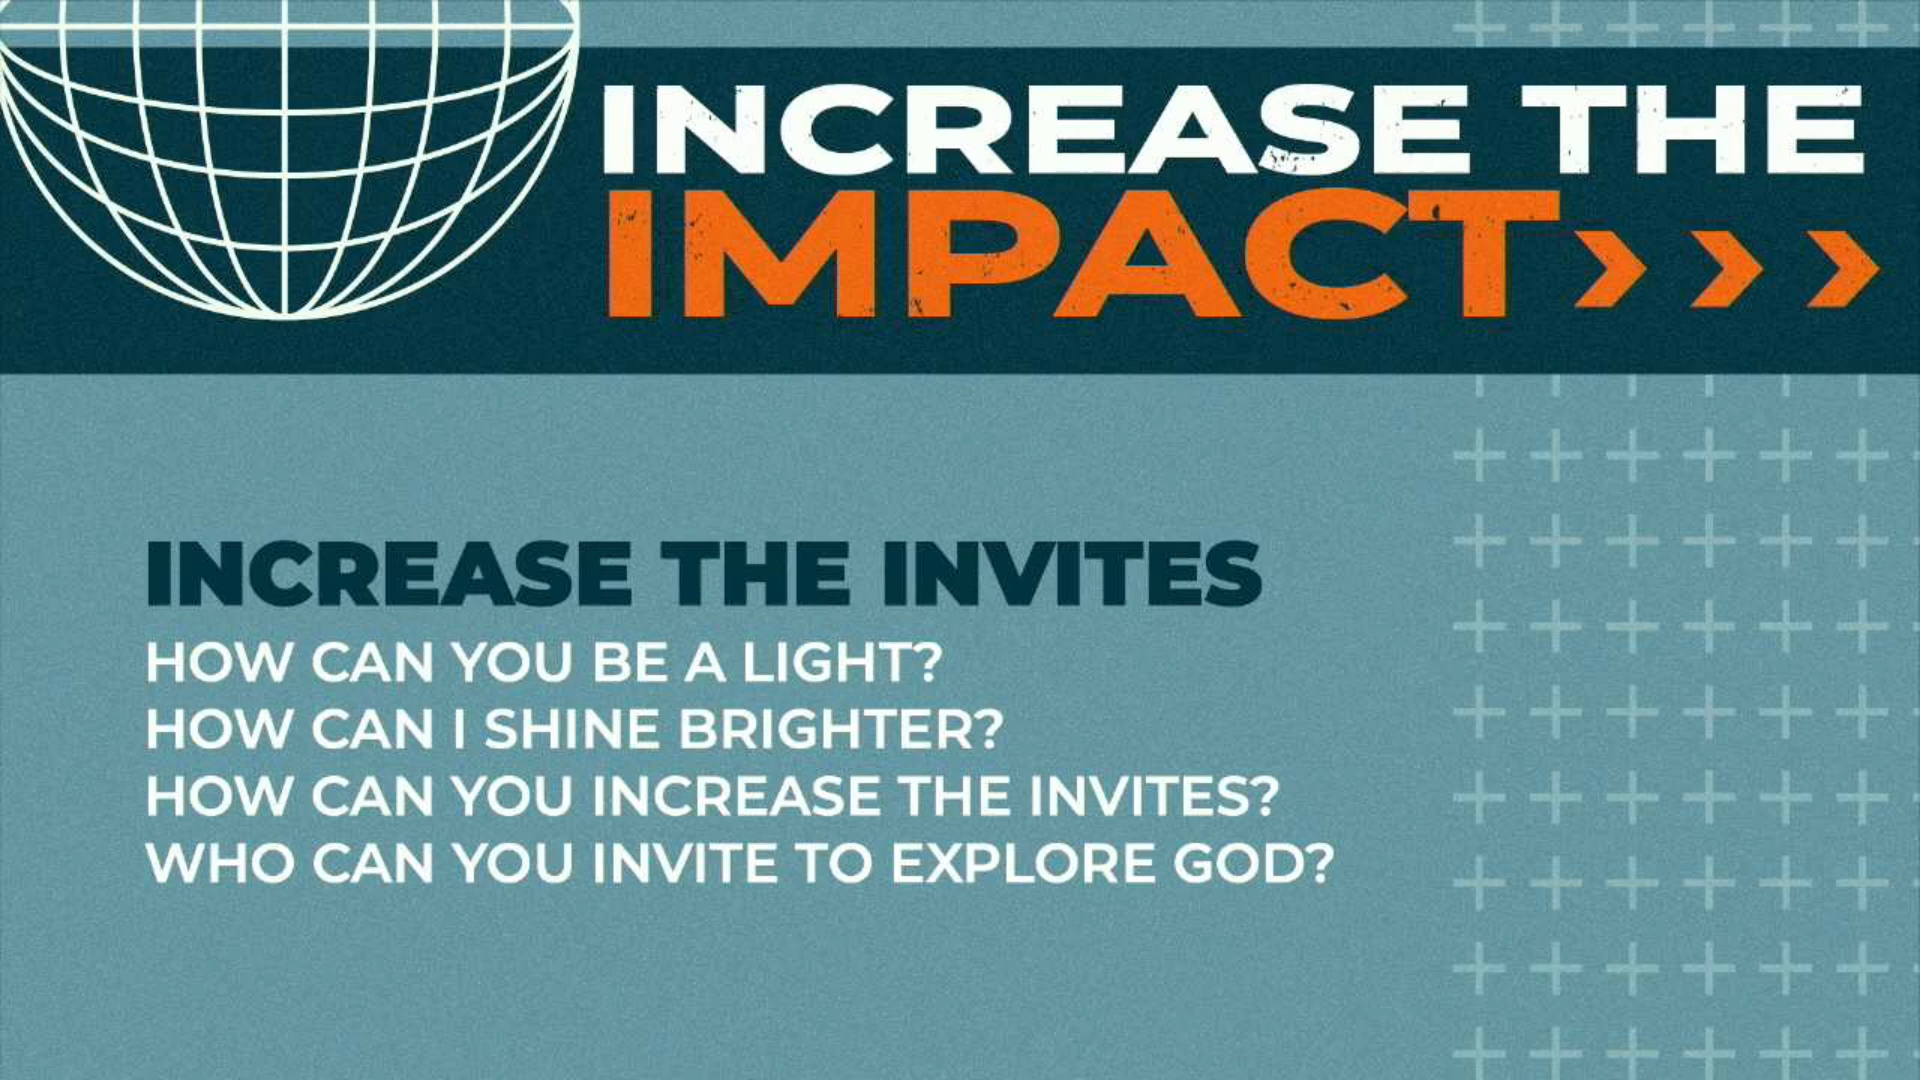 INCREASE THE
IMPACT
INCREASE THE INVITES
HOW CAN YOU BE A LIGHT?
HOW CAN I SHINE BRIGHTER?
HOW CAN YOU INCREASE THE INVITES?
WHO CAN YOU INVITE TO EXPLORE GOD?